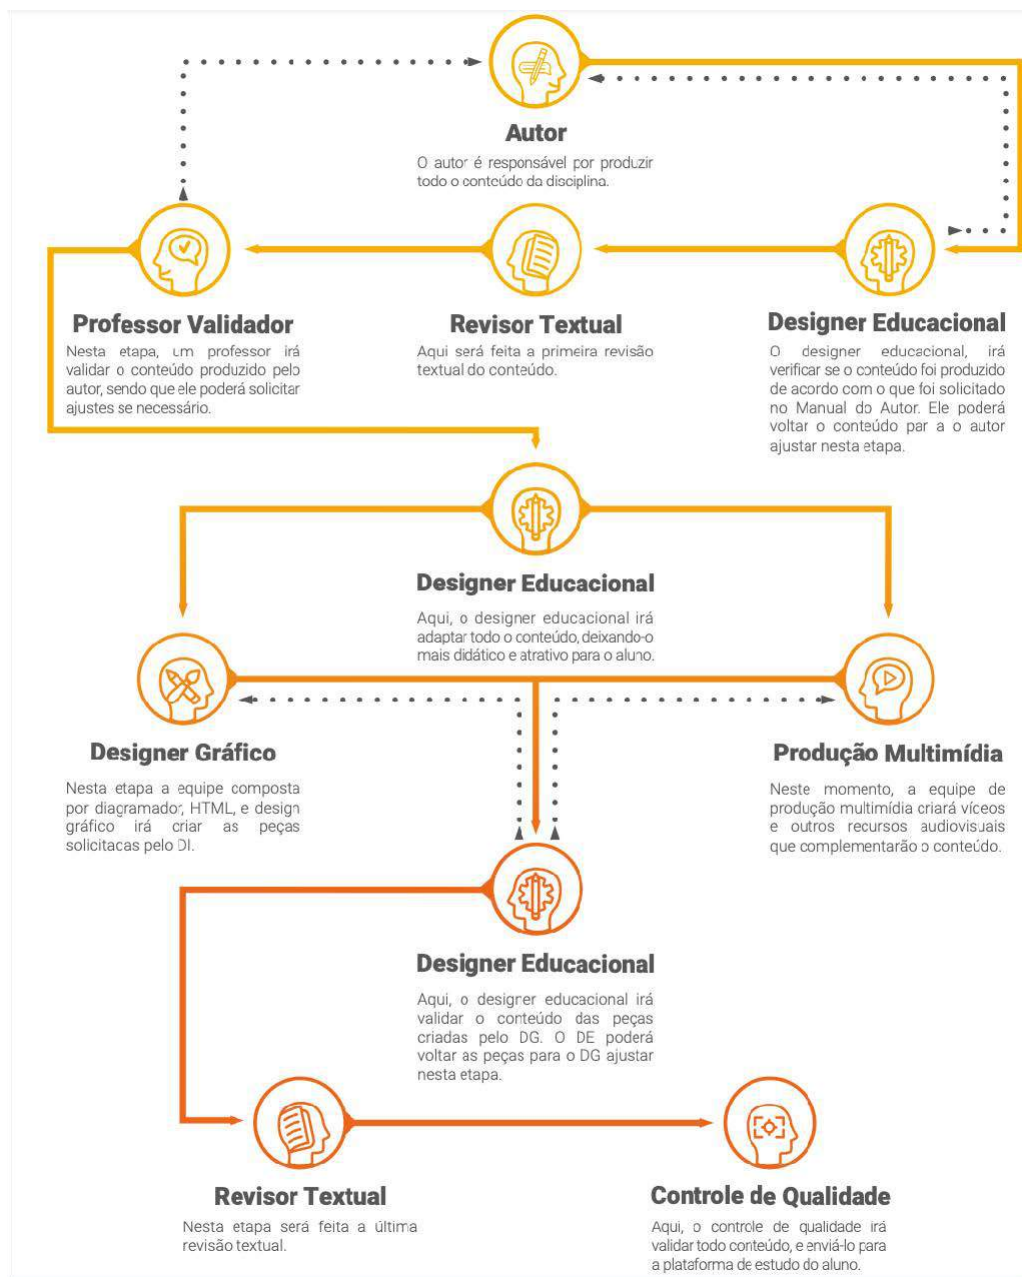 Autor
O autor é responsável por produzir
todo o conteúdo da disciplina.
Professor Validador
Nesta etapa, um professor irá
validar o conteúdo produzido pelo
autor, sendo que ele poderá solicitar
ajustes se necessário.
Revisor Textual
Aqui será feita a primeira revisão
textual do conteúdo.
Designer Educacional
O designer educacional, irá
verificar se o conteúdo foi produzido
de acordo com o que foi solicitado
no Manual do Autor. Ele poderá
voltar o conteúdo par a o autor
ajustar nesta etapa.
Designer Educacional
Aqui, o designer educacional irá
adaptar todo o conteúdo, deixando-o
mais didático e atrativo para o aluno.
Designer Gráfico
Nesta etapa a equipe composta
por diagramador, HTML, e design
gráfico irá criar as peças
solicitacas pelo DI.
Produção Multimídia
Neste momento, a equipe de
produção multimídia criará víceos
e outros recursos audiovisuais
que complementarão o conteúdo.
Designer Educacional
Aqui, o designer educacional irá
validar o conteúdo das peças
criadas pelo DG. O DE poderá
voltar as peças para o DG ajustar
nesta etapa.
Revisor Textual
Nesta etapa será feita a última
revisão textual.
Controle de Qualidade
Aqui, o controle de qualidade irá
validar todo conteúdo, e enviá-lo para
a plataforma de estudo do aluno.